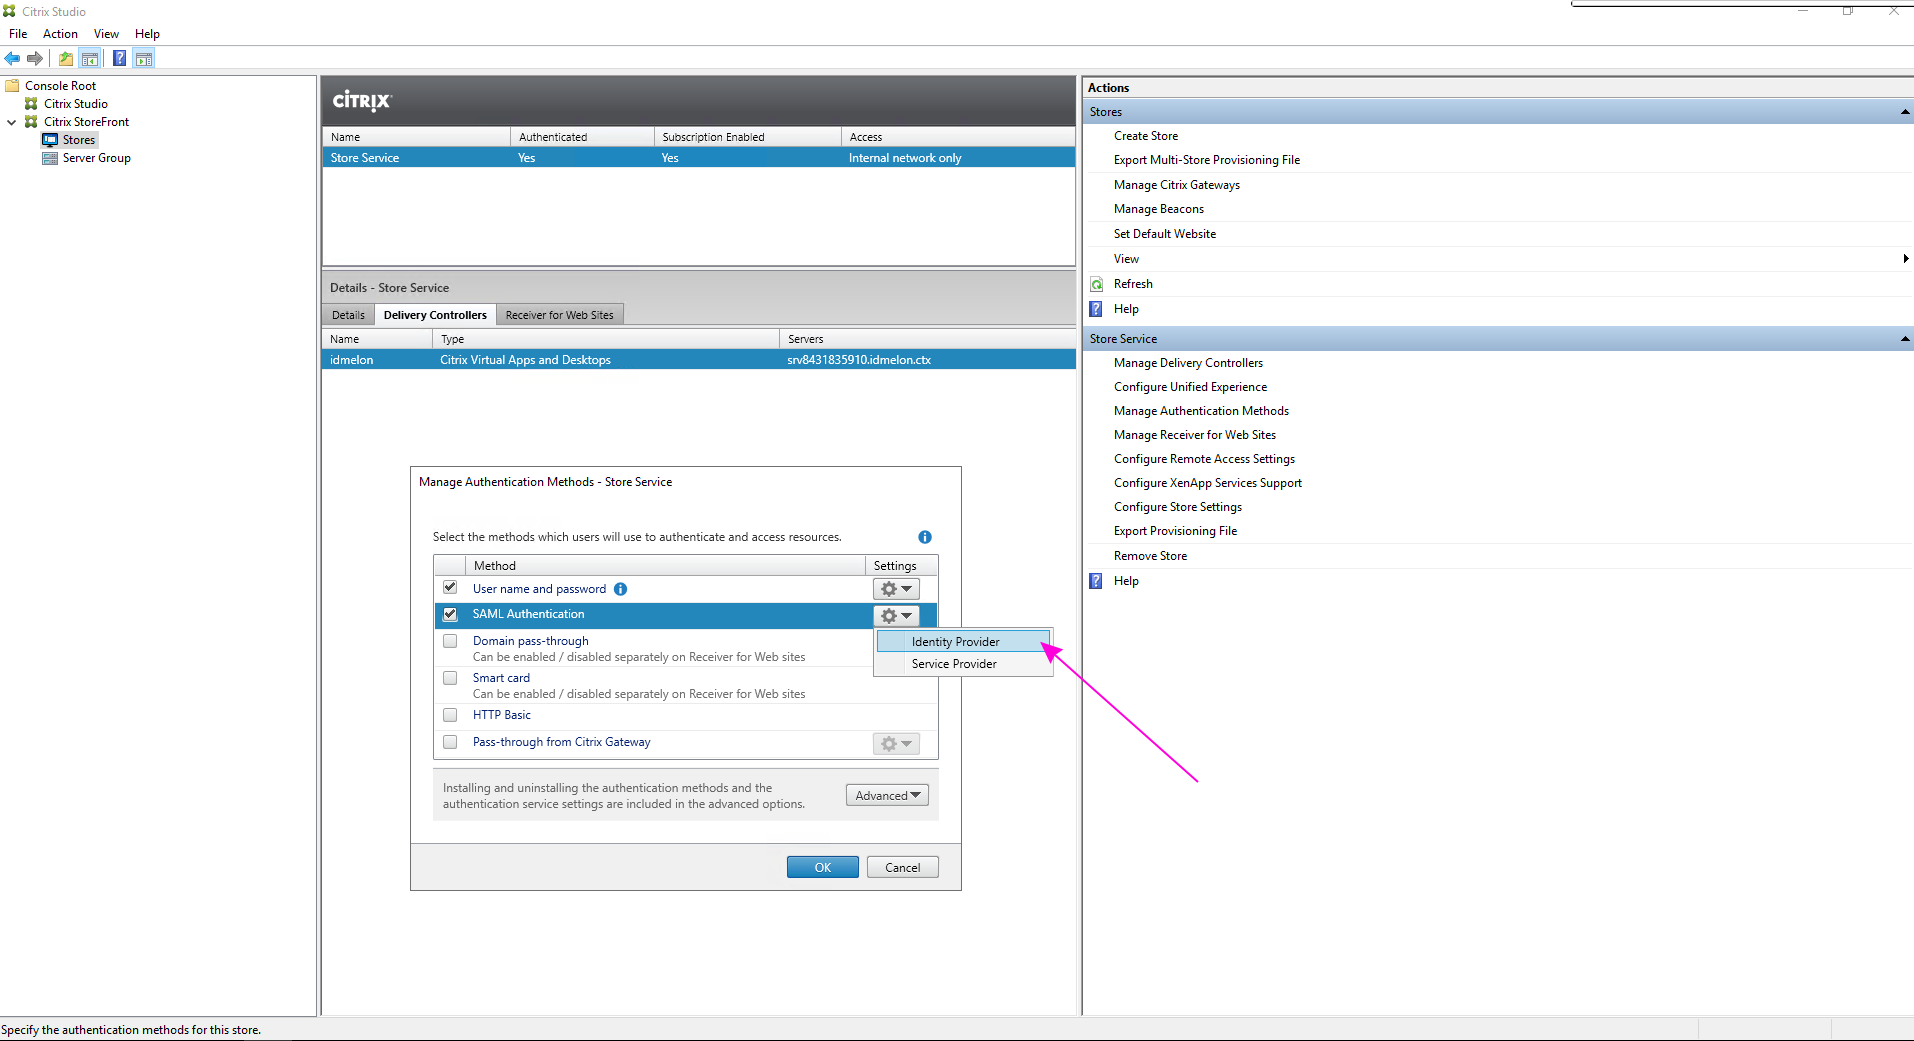 Citrix Studio
File Action View Help
Console Root
Citrix Studio
Citrix StoreFront
Stores
Server Group
CİTRIX
Name Authenticated Subscription Enabled Access
Store Service Yes Yes Internal network only
Details - Store Service
Details Delivery Controllers Receiver for Web Sites
Name Type Servers
idmelon Citrix Virtual Apps and Desktops srv8431835910.idmelon.ctx
Manage Authentication Methods - Store Service
Select the methods which users will use to authenticate and access resources.
Method Settings
User name and password
SAML Authentication
Identity Provider
Service Provider
Domain pass-through
Can be enabled / disabled separately on Receiver for Web sites
Smart card
Can be enabled / disabled separately on Receiver for Web sites
HTTP Basic
Pass-through from Citrix Gateway
Installing and uninstalling the authentication methods and the
authentication service settings are included in the advanced options.
Advanced
OK Cancel
Actions
Stores
Create Store
Export Multi-Store Provisioning File
Manage Citrix Gateways
Manage Beacons
Set Default Website
View
Refresh
Help
Store Service
Manage Delivery Controllers
Configure Unified Experience
Manage Authentication Methods
Manage Receiver for Web Sites
Configure Remote Access Settings
Configure XenApp Services Support
Configure Store Settings
Export Provisioning File
Remove Store
Help
Specify the authentication methods for this store.